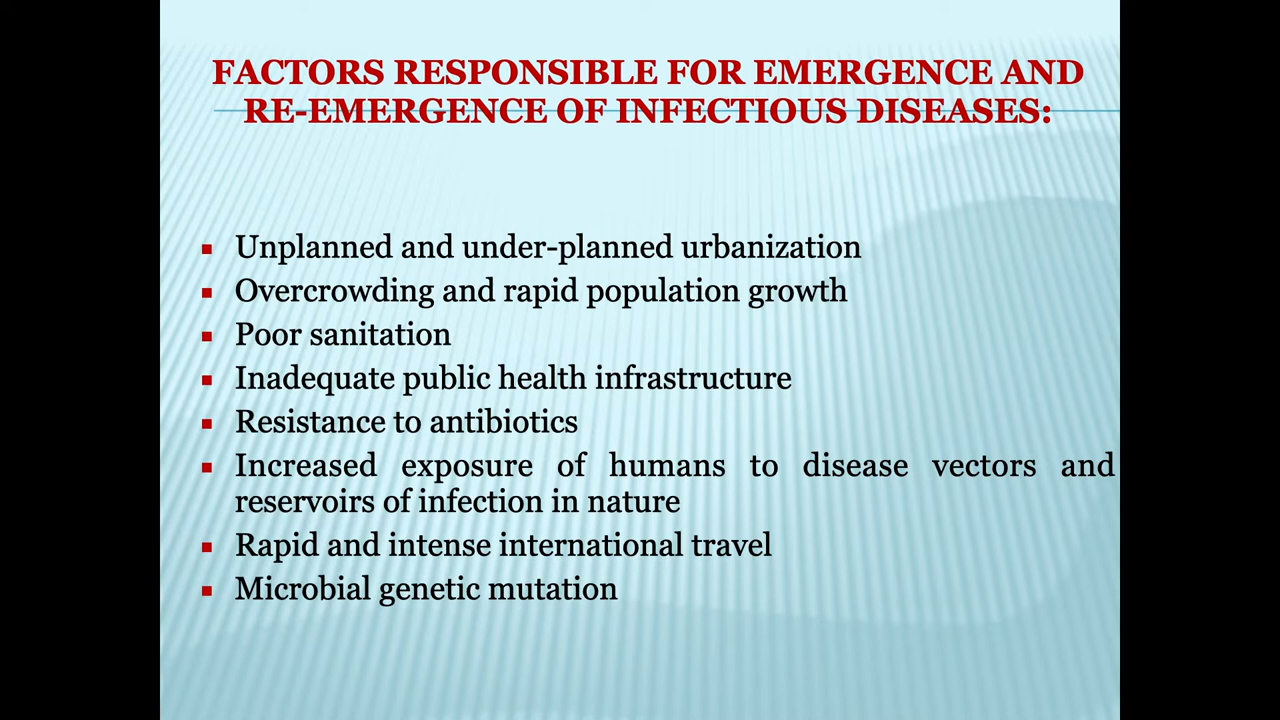 FACTORS RESPONSIBLE FOR EMERGENCE AND
RE-EMERGENCE OF INFECTIOUS DISEASES:
Unplanned and under-planned urbanization
Overcrowding and rapid population growth
Poor sanitation
Inadequate public health infrastructure
Resistance to antibiotics
Increased exposure of humans to disease vectors and
reservoirs of infection in nature
Rapid and intense international travel
Microbial genetic mutation